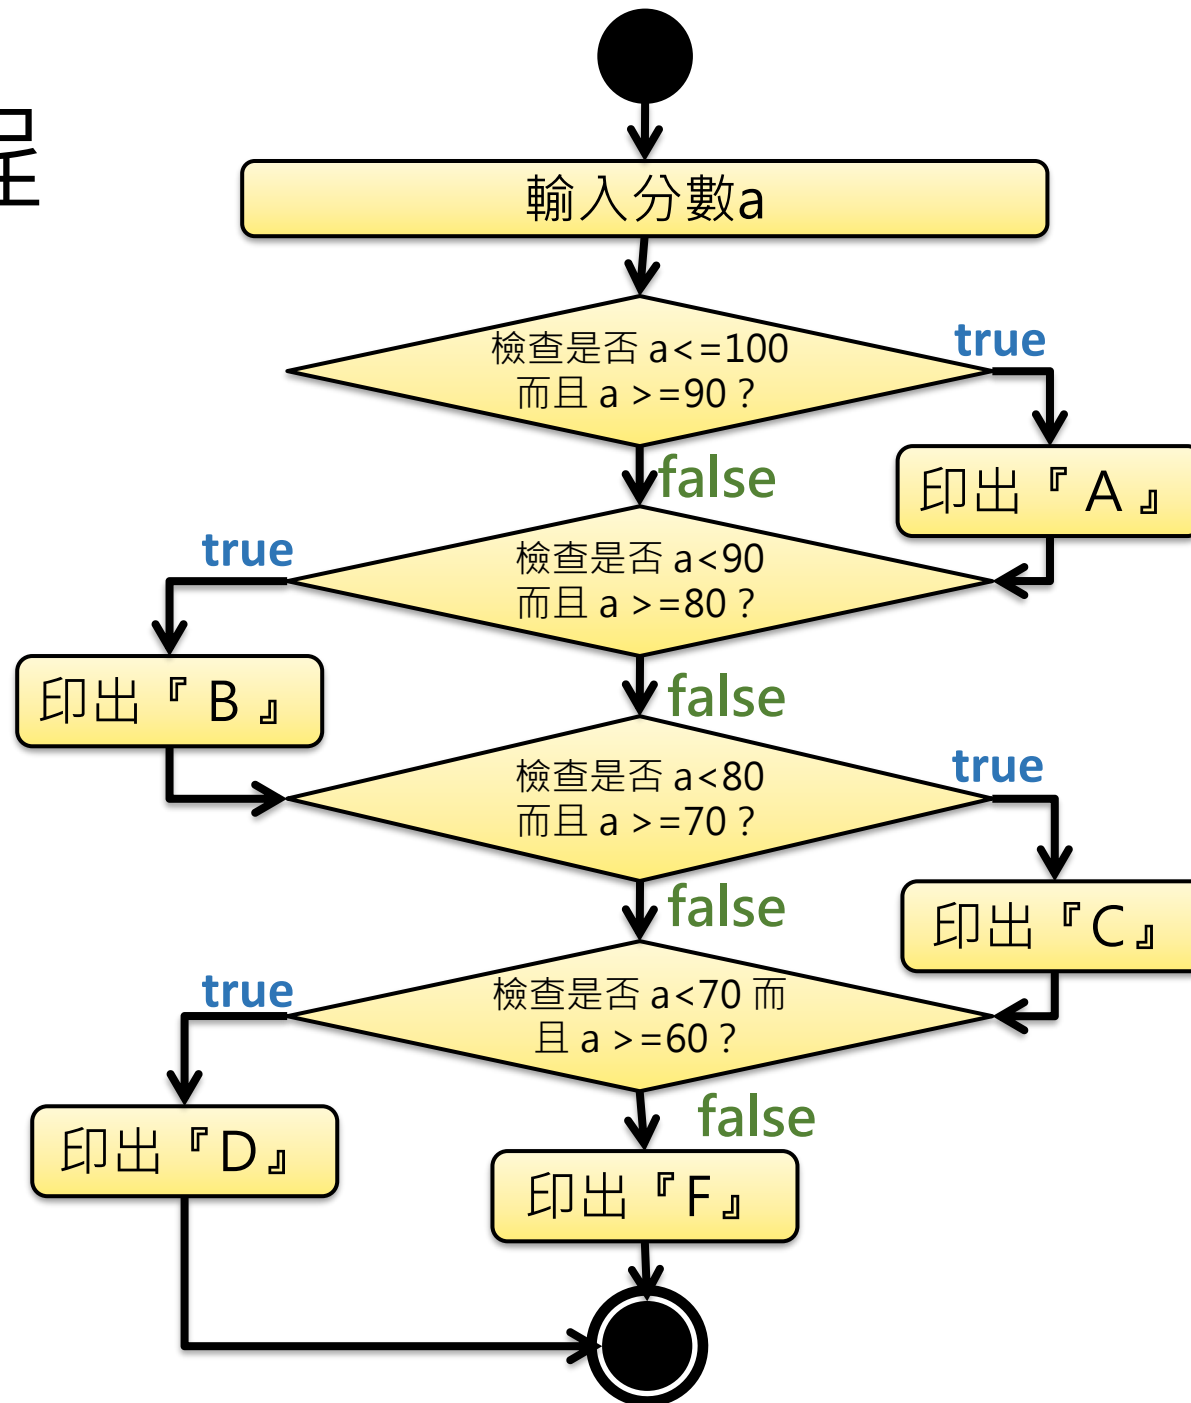 程
輸入分數a
檢查是否 a<=100
而且 a >=90 ?
true
false
印出『 A 』
檢查是否 a<90
而且 a >=80 ?
true
false
印出『 B 』
檢查是否 a<80
而且 a >=70 ?
true
false
印出『C』
檢查是否 a<70 而
且 a >=60 ?
true
false
印出『D』
印出『F』